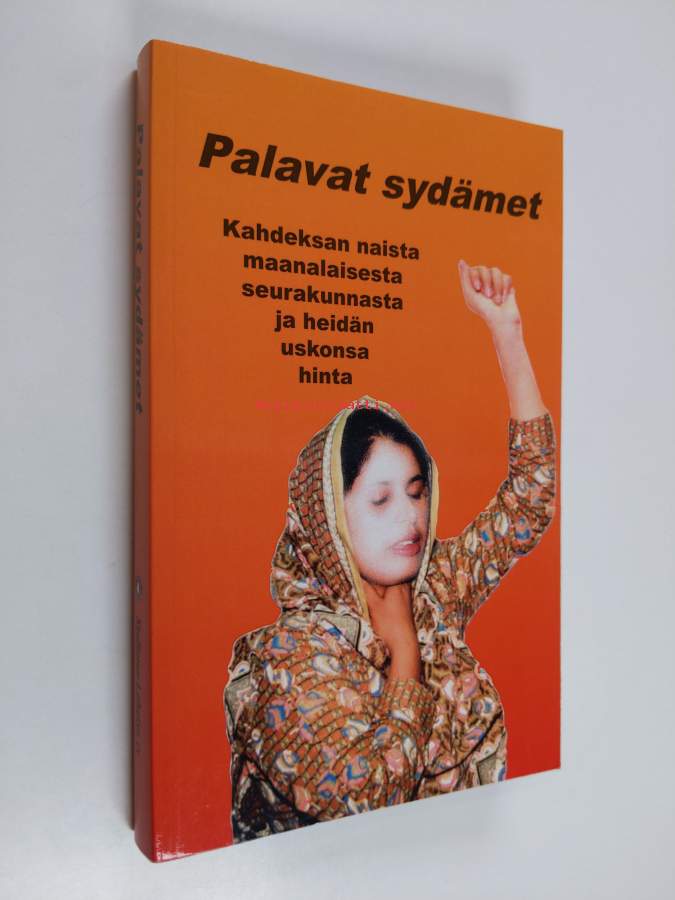 Palavat sydämet
Kahdeksan naista
maanalaisesta
seurakunnasta
ja heidän
uskonsa
hinta
Palavat sydämet